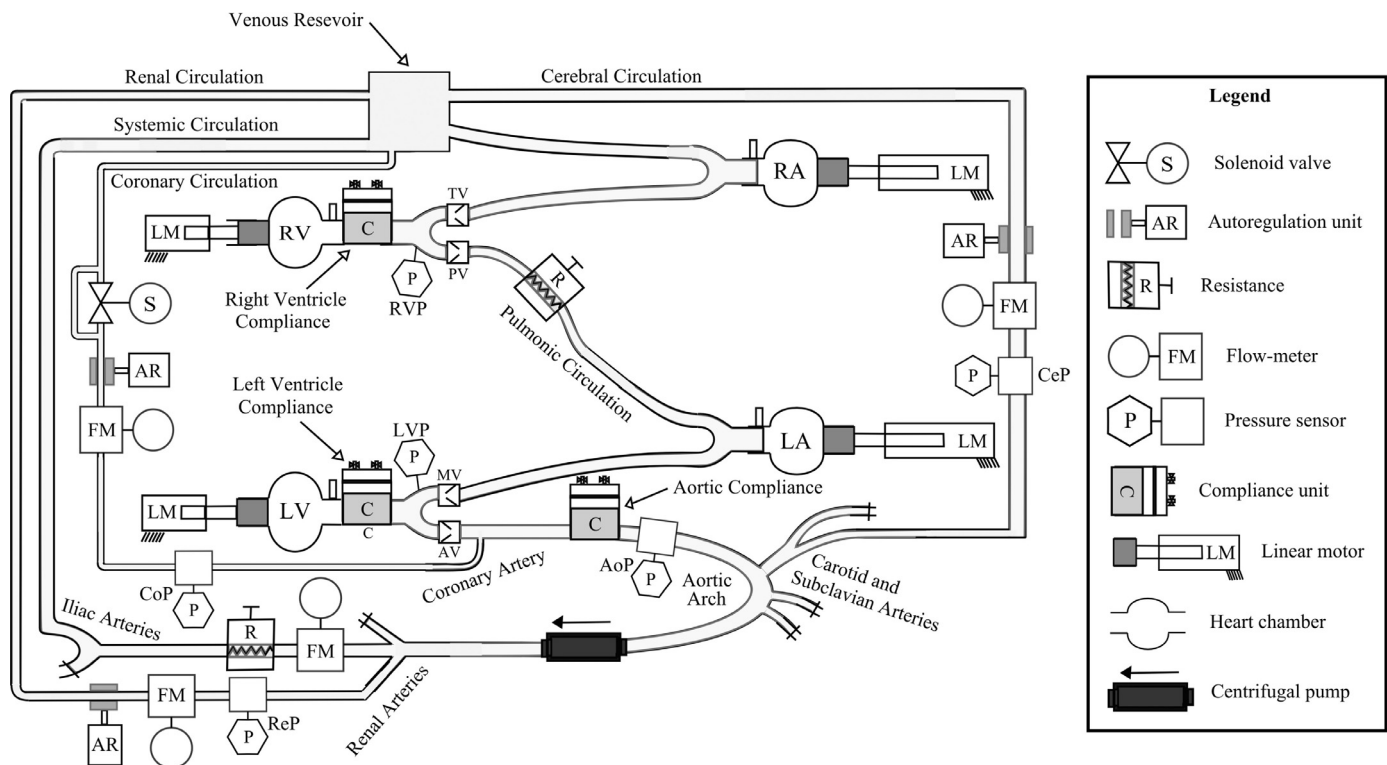 Venous Resevoir
Renal Circulation
Cerebral Circulation
Systemic Circulation
Coronary Circulation
TV
C
LM
RV
PV
P
RVP
Right Ventricle
Compliance
RA
LM
R
Pulmonic Circulation
AR
FM
P
CeP
S
AR
FM
Left Ventricle
Compliance
LVP
P
MV
C
C
LM
LV
AV
LA
LM
Aortic Compliance
C
AoP
P
Coronary Artery
Aortic
Arch
Carotid and
Subclavian Arteries
CoP
P
Iliac Arteries
R
FM
Renal Arteries
FM
AR
ReP
P
Legend
S
Solenoid valve
AR
Autoregulation unit
R
Resistance
FM
Flow-meter
P
Pressure sensor
C
Compliance unit
LM
Linear motor
Heart chamber
Centrifugal pump